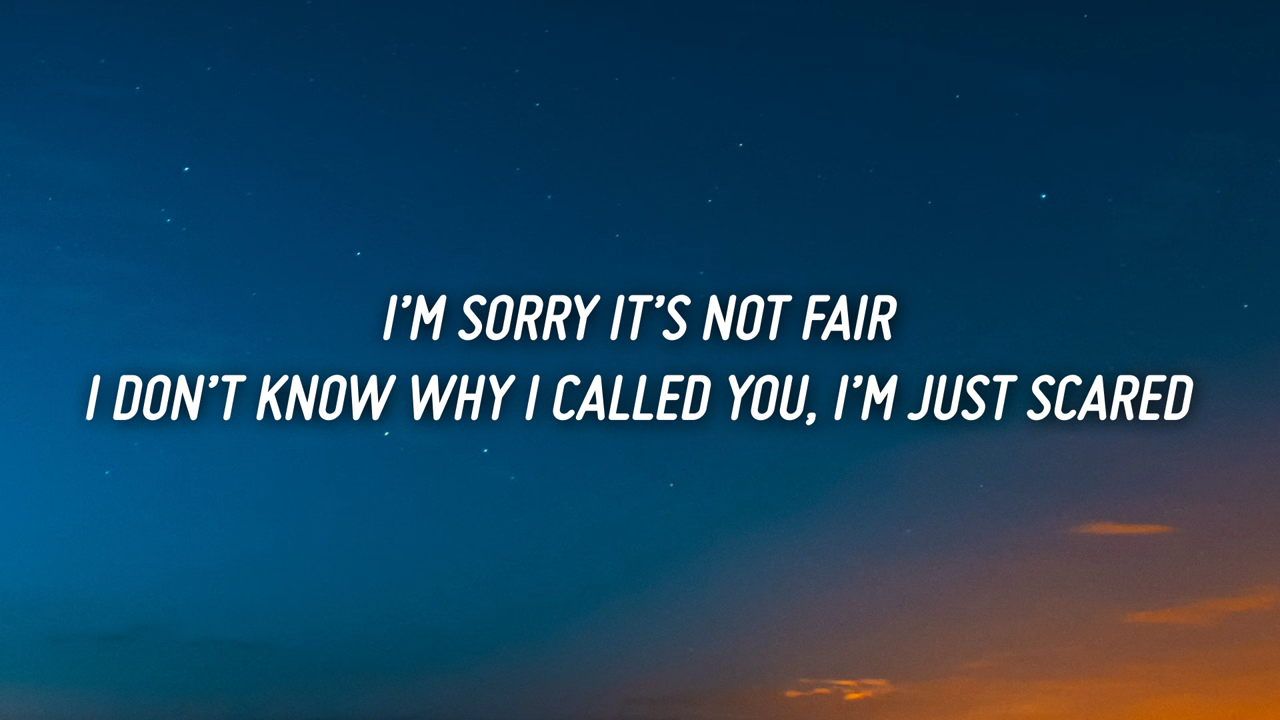 I'M SORRY IT'S NOT FAIR
I DON'T KNOW WHY I CALLED YOU, I'M JUST SCARED